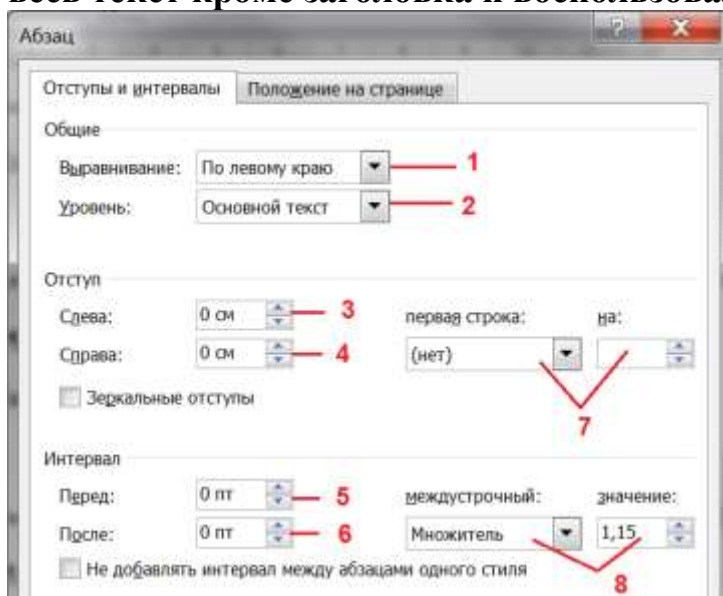 весь текст кроме заголовка и воспользова
Абзац
Отступы и интервалы Положение на странице
Общие
Выравнивание: По левому краю 1
Уровень: Основной текст 2
Отступ
Слева: 0 см 3 первая строка: на:
Справа: 0 см 4 (нет)
Зеркальные отступы
7
Интервал
Перед: 0 пт 5 междустрочный: значение:
После: 0 пт 6 Множитель 1,15
Не добавлять интервал между абзацами одного стиля
8